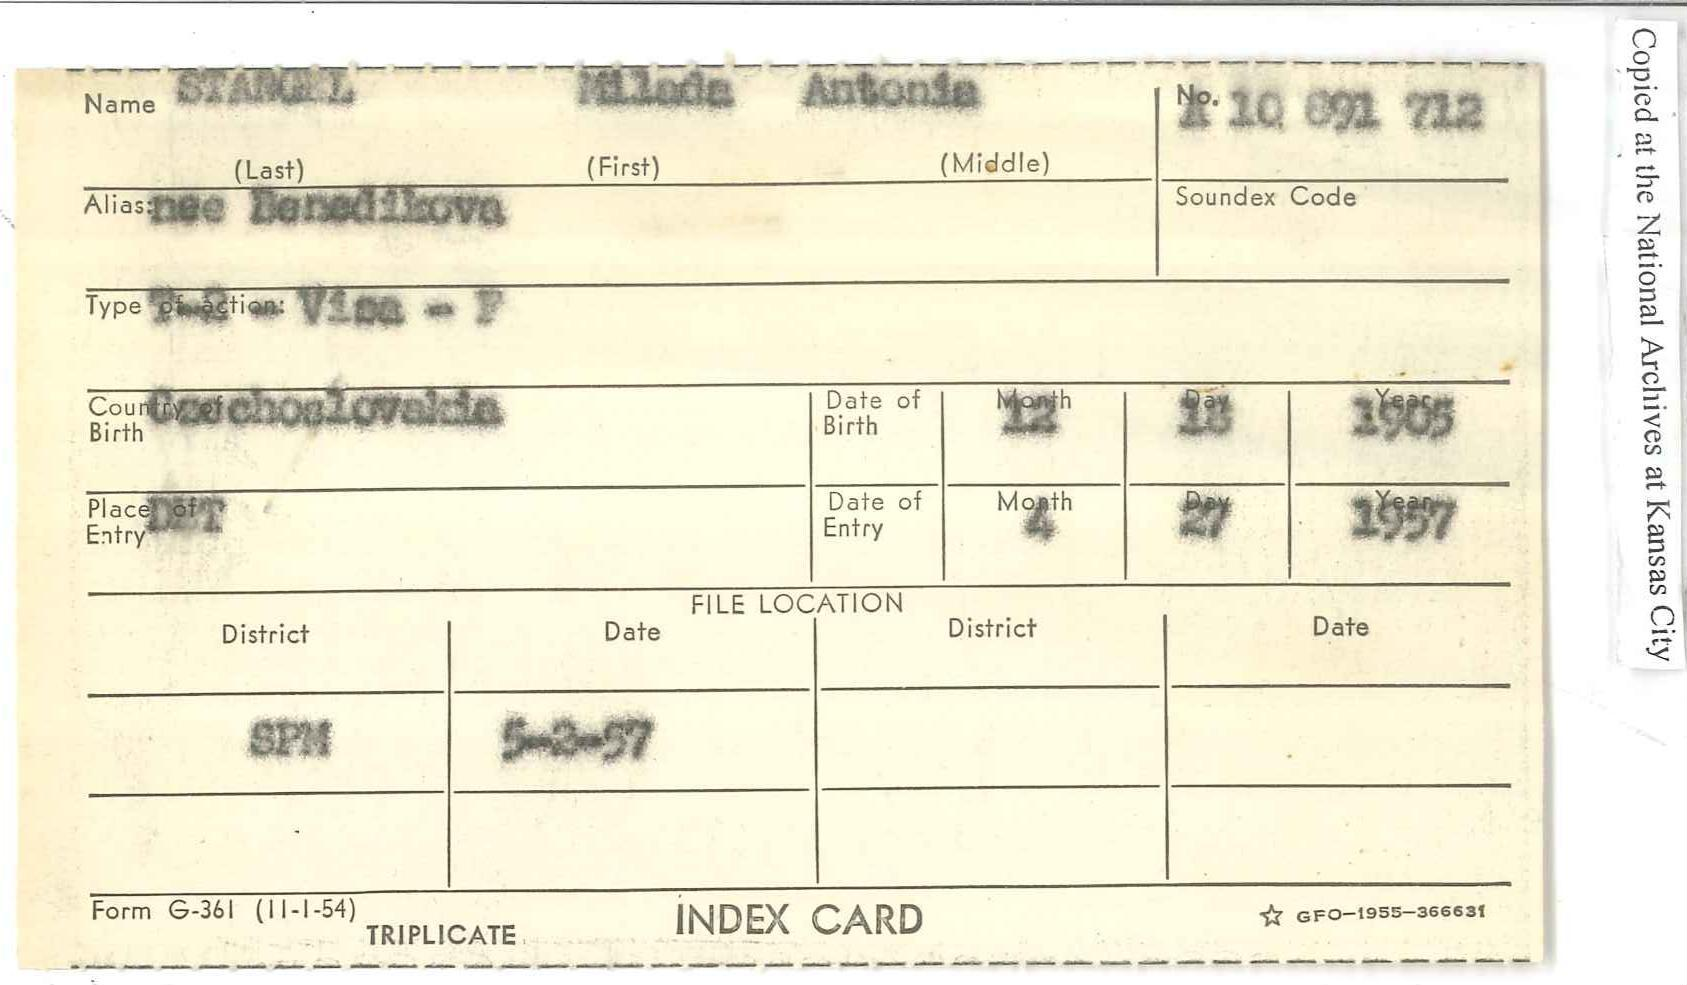 Name STANGEL Milada Antonia No. A 10 891 712
(Last) (First) (Middle)
Alias: nee Benedikova Soundex Code
Type of action: P-2 - Visa - F
Country of Birth Czechoslovakia Date of Birth Month 12 Day 18 Year 1905
Place of Entry DET Date of Entry Month 4 Day 27 Year 1957
FILE LOCATION
District Date District Date
SPM 5-3-57
Form G-361 (11-1-54)
TRIPLICATE
INDEX CARD
☆ GPO—1955—366631
Copied at the National Archives at Kansas City